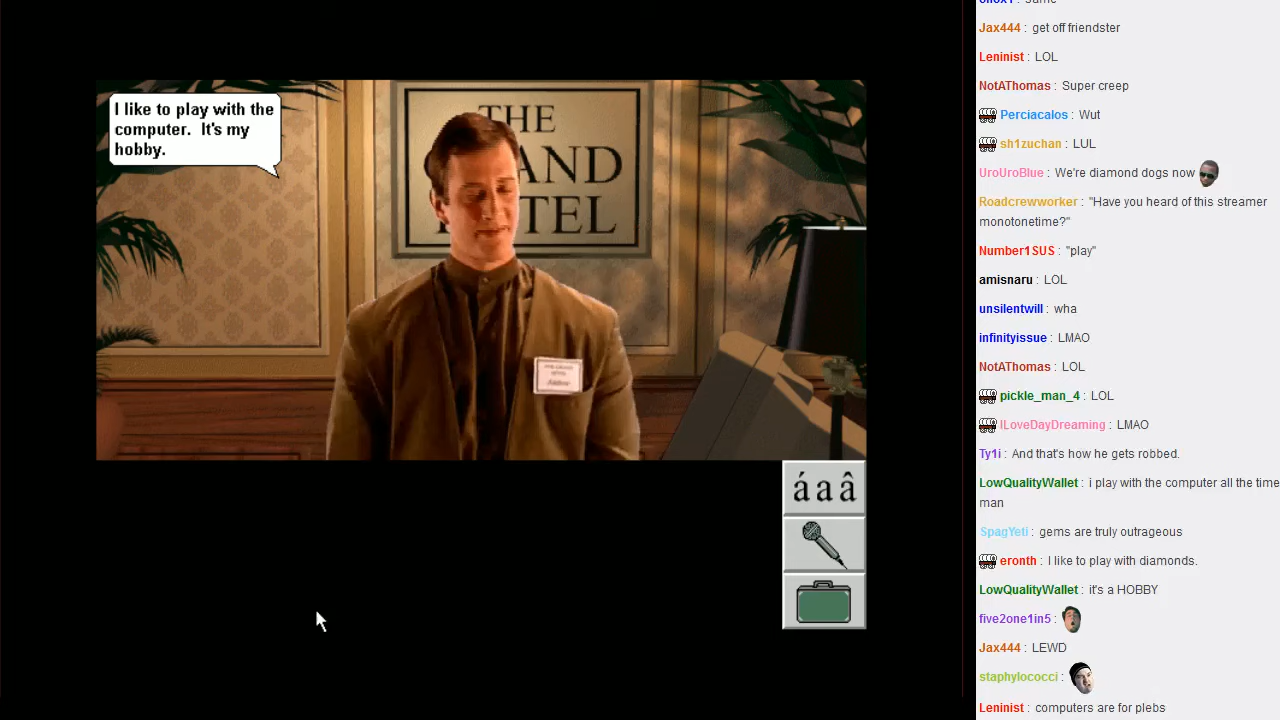 I like to play with the
computer. It's my
hobby.
THE
AND
TEL
á a â
same
Jax444 : get off friendster
Leninist : LOL
NotAThomas : Super creep
Perciacalos : Wut
sh1zuchan : LUL
UroUroBlue : We're diamond dogs now
Roadcrewworker : "Have you heard of this streamer
monotonetime?"
Number1SUS : "play"
amisnaru : LOL
unsilentwill : wha
infinityissue : LMAO
NotAThomas : LOL
pickle_man_4 : LOL
ILoveDayDreaming : LMAO
Ty1i : And that's how he gets robbed.
LowQualityWallet : i play with the computer all the time
man
SpagYeti : gems are truly outrageous
eronth : I like to play with diamonds.
LowQualityWallet : it's a HOBBY
five2one1in5 :
Jax444 : LEWD
staphylococci :
Leninist : computers are for plebs